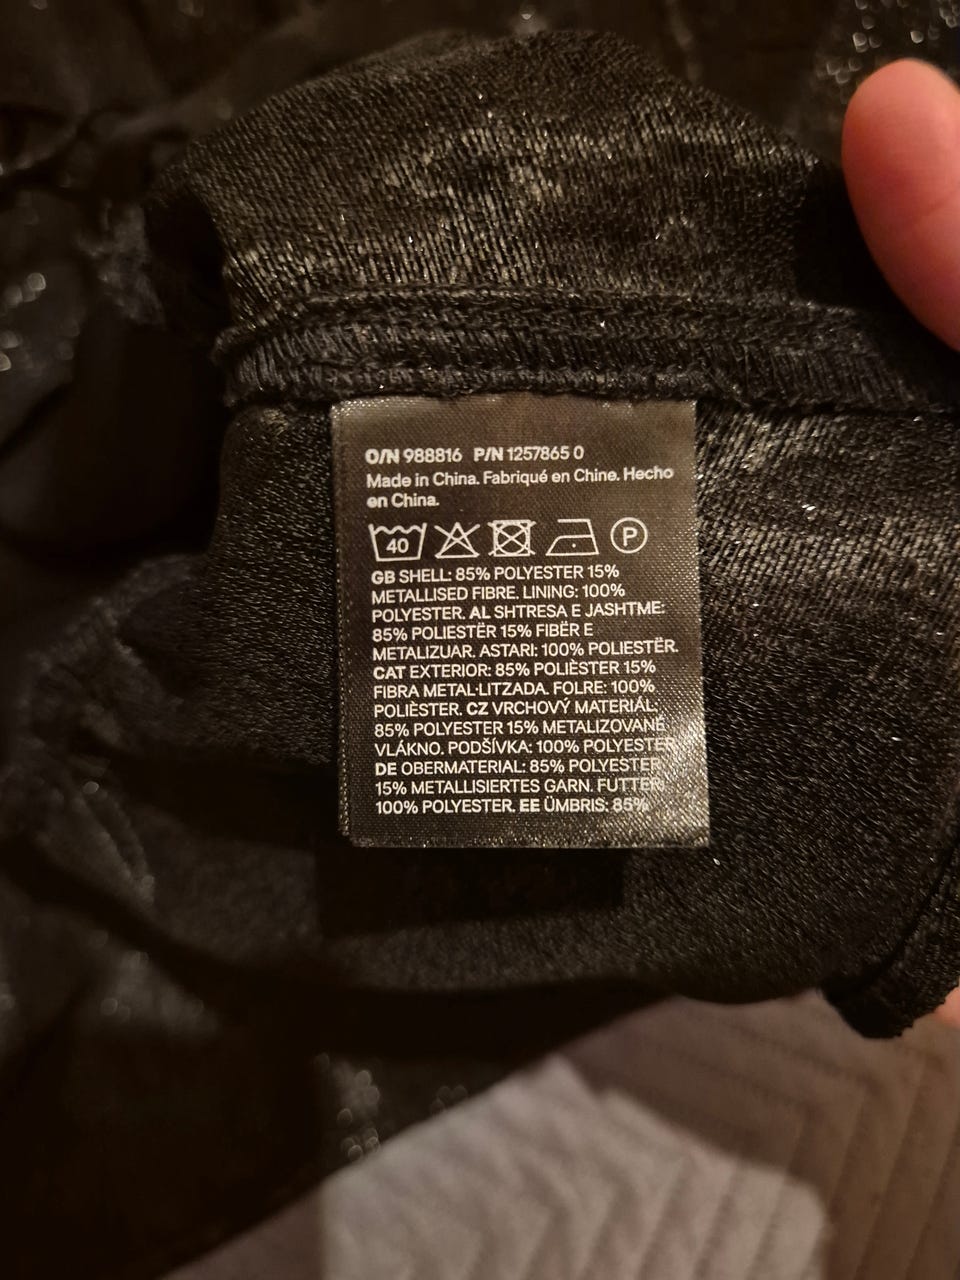 O/N 988816 P/N 1257865 0
Made in China. Fabriqué en Chine. Hecho
en China.
40 P
GB SHELL: 85% POLYESTER 15%
METALLISED FIBRE. LINING: 100%
POLYESTER. AL SHTRESA E JASHTME:
85% POLIESTËR 15% FIBËR E
METALIZUAR. ASTARI: 100% POLIESTËR.
CAT EXTERIOR: 85% POLIÈSTER 15%
FIBRA METAL·LITZADA. FOLRE: 100%
POLIÈSTER. CZ VRCHOVÝ MATERIÁL:
85% POLYESTER 15% METALIZOVANÉ
VLÁKNO. PODŠÍVKA: 100% POLYESTER
DE OBERMATERIAL: 85% POLYESTER
15% METALLISIERTES GARN. FUTTER:
100% POLYESTER. EE ÜMBRIS: 85%